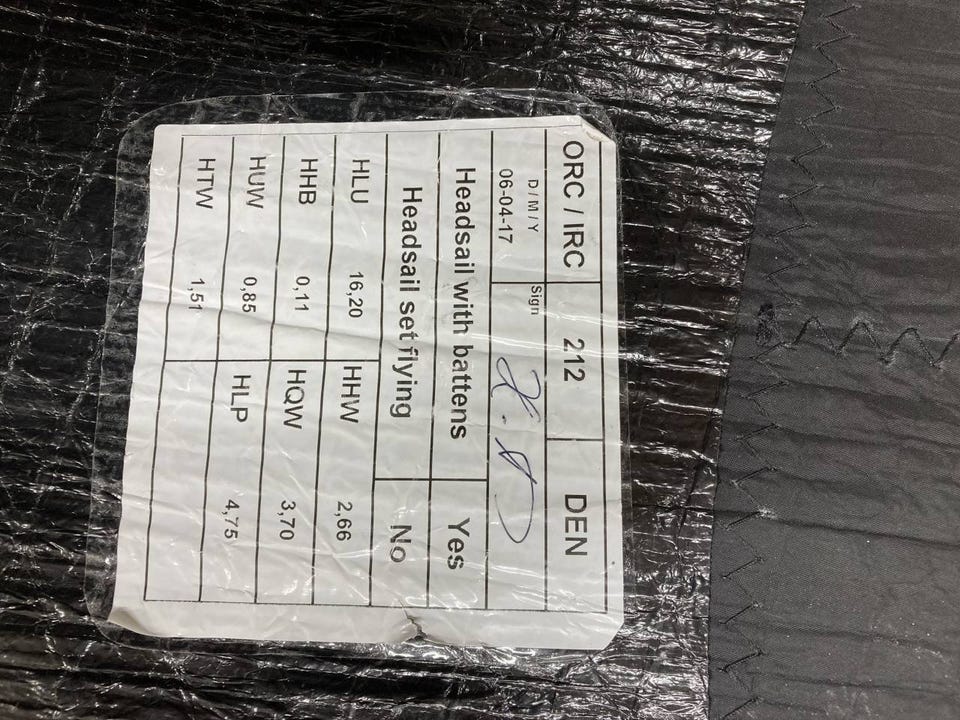 ORC / IRC 212 DEN
D / M / Y Sign
06-04-17
Headsail with battens Yes
Headsail set flying No
HLU 16,20 HHW 2,66
HHB 0,11 HQW 3,70
HUW 0,85 HLP 4,75
HTW 1,51